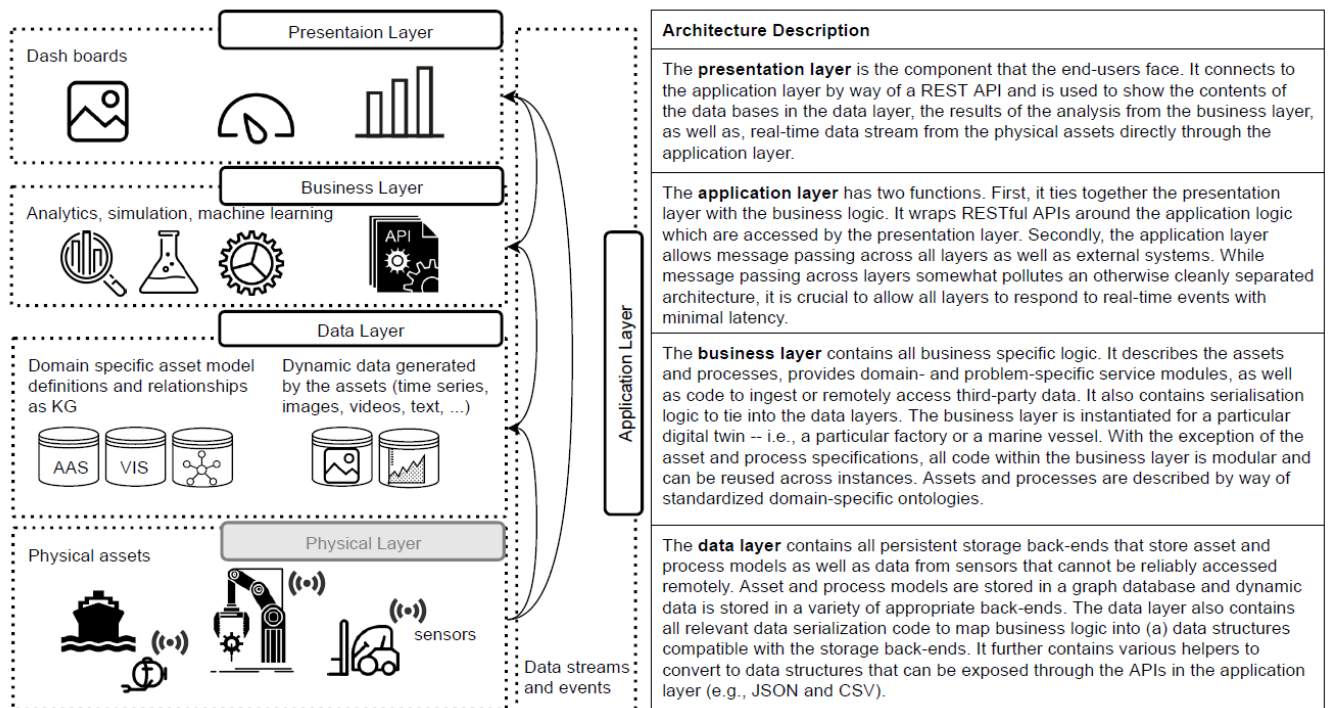 Presentaion Layer
Dash boards
Business Layer
Analytics, simulation, machine learning
API
Data Layer
Domain specific asset model
definitions and relationships
as KG
Dynamic data generated
by the assets (time series,
images, videos, text, ...)
AAS
VIS
Physical Layer
Physical assets
sensors
Data streams
and events
Application Layer
Architecture Description
The presentation layer is the component that the end-users face. It connects to
the application layer by way of a REST API and is used to show the contents of
of the data bases in the data layer, the results of the analysis from the business layer,
as well as, real-time data stream from the physical assets directly through the
application layer.
The application layer has two functions. First, it ties together the presentation
layer with the business logic. It wraps RESTful APIs around the application logic
which are accessed by the presentation layer. Secondly, the application layer
allows message passing across all layers as well as external systems. While
message passing across layers somewhat pollutes an otherwise cleanly separated
architecture, it is crucial to allow all layers to respond to real-time events with
minimal latency.
The business layer contains all business specific logic. It describes the assets
and processes, provides domain- and problem-specific service modules, as well
as code to ingest or remotely access third-party data. It also contains serialisation
logic to tie into the data layers. The business layer is instantiated for a particular
digital twin -- i.e., a particular factory or a marine vessel. With the exception of the
asset and process specifications, all code within the business layer is modular and
can be reused across instances. Assets and processes are described by way of
standardized domain-specific ontologies.
The data layer contains all persistent storage back-ends that store asset and
process models as well as data from sensors that cannot be reliably accessed
remotely. Asset and process models are stored in a graph database and dynamic
data is stored in a variety of appropriate back-ends. The data layer also contains
all relevant data serialization code to map business logic into (a) data structures
compatible with the storage back-ends. It further contains various helpers to
convert to data structures that can be exposed through the APIs in the application
layer (e.g., JSON and CSV).